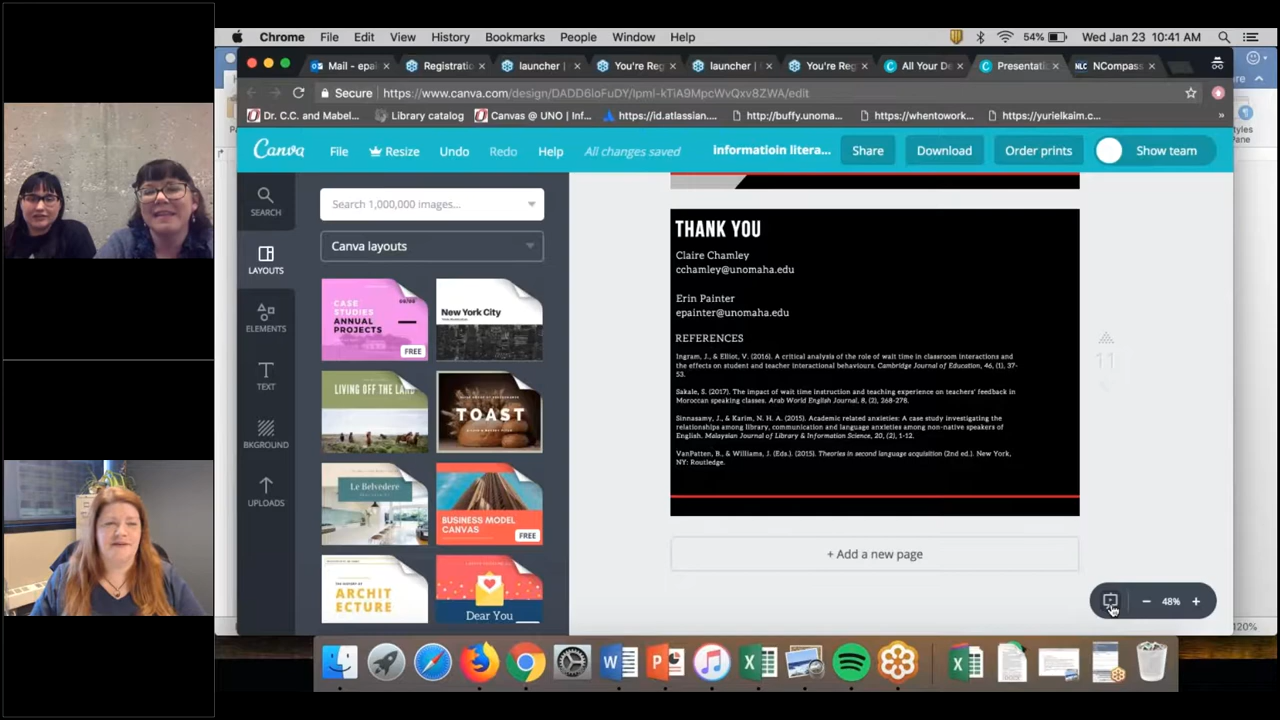 Chrome File Edit View History Bookmarks People Window Help 54% Wed Jan 23 10:41 AM
Mail - epai Registratio launcher | You're Reg launcher | You're Reg All Your De Presentati NLC NCompass
Secure https://www.canva.com/design/
Dr. C.C. and Mabel... Library catalog Canvas @ UNO | Inf... https://id.atlassian.... http://buffy.unoma... https://whentowork... https://yurielkaim.co... »
Canva File Resize Undo Redo Help All changes saved informatioin litera... Share Download Order prints Show team
tyles
Pane
SEARCH
LAYOUTS
ELEMENTS
TEXT
BKGROUND
UPLOADS
Search 1,000,000 images...
Canva layouts
CASE
STUDIES
ANNUAL
PROJECTS
FREE
New York City
LIVING OFF THE LAND
TOAST
Le Belvedere
BUSINESS MODEL
CANVAS
FREE
ARCHIT
ECTURE
Dear You
THANK YOU
Claire Chamley
cchamley@unomaha.edu
Erin Painter
epainter@unomaha.edu
REFERENCES
Ingram, J., & Elliot, V. (2016). A critical analysis of the role of wait time in classroom interactions and
the effects on student and teacher interactional behaviours. Cambridge Journal of Education, 46, (1), 37-
53.
Sakale, S. (2017). The impact of wait time instruction and teaching experience on teachers' feedback in
Moroccan speaking classes. Arab World English Journal, 8, (2), 268-278.
Sinnasamy, J., & Karim, N. H. A. (2015). Academic related anxieties: A case study investigating the
relationships among library, communication and language anxieties among non-native speakers of
English. Malaysian Journal of Library & Information Science, 20, (2), 1-12.
VanPatten, B., & Williams, J. (Eds.). (2015). Theories in second language acquisition (2nd ed.). New York,
NY: Routledge.
11
+ Add a new page
48%
120%